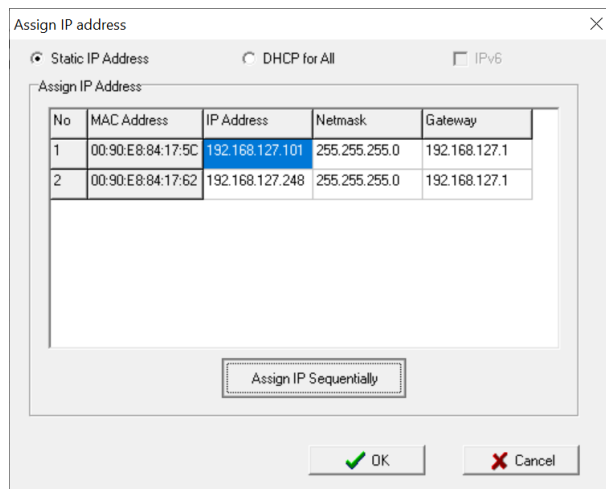 Assign IP address
Static IP Address DHCP for All IPv6
Assign IP Address
No MAC Address IP Address Netmask Gateway
1 00:90:E8:84:17:5C 192.168.127.101 255.255.255.0 192.168.127.1
2 00:90:E8:84:17:62 192.168.127.248 255.255.255.0 192.168.127.1
Assign IP Sequentially
OK Cancel